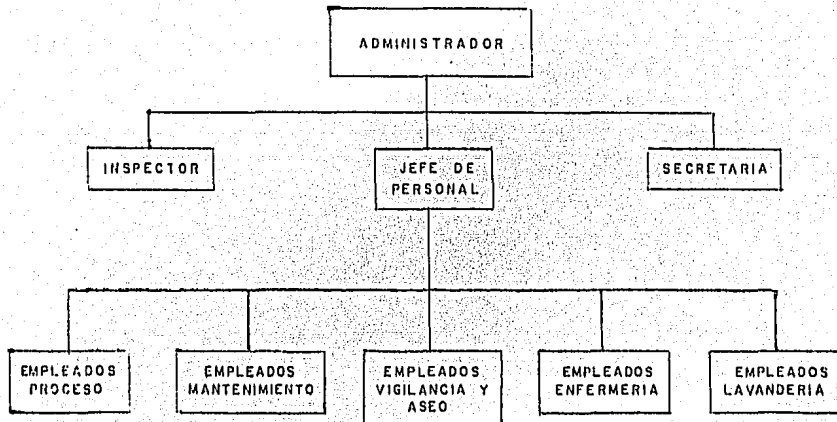 ADMINISTRADOR
INSPECTOR
JEFE DE
PERSONAL
SECRETARIA
EMPLEADOS
PROCESO
EMPLEADOS
MANTENIMIENTO
EMPLEADOS
VIGILANCIA Y
ASEO
EMPLEADOS
ENFERMERIA
EMPLEADOS
LAVANDERIA